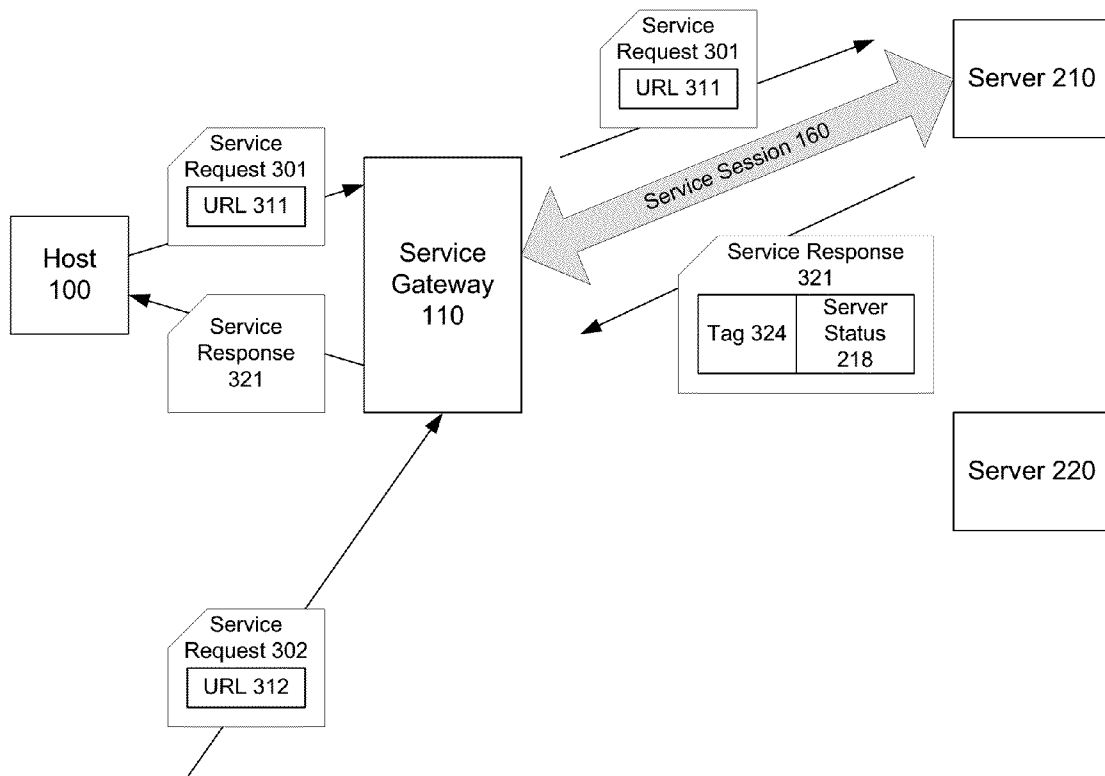 Service
Request 301
URL 311
Server 210
Service Session 160
Service
Request 301
URL 311
Host
100
Service
Gateway
110
Service
Response
321
Service Response
321
Tag 324
Server
Status
218
Server 220
Service
Request 302
URL 312